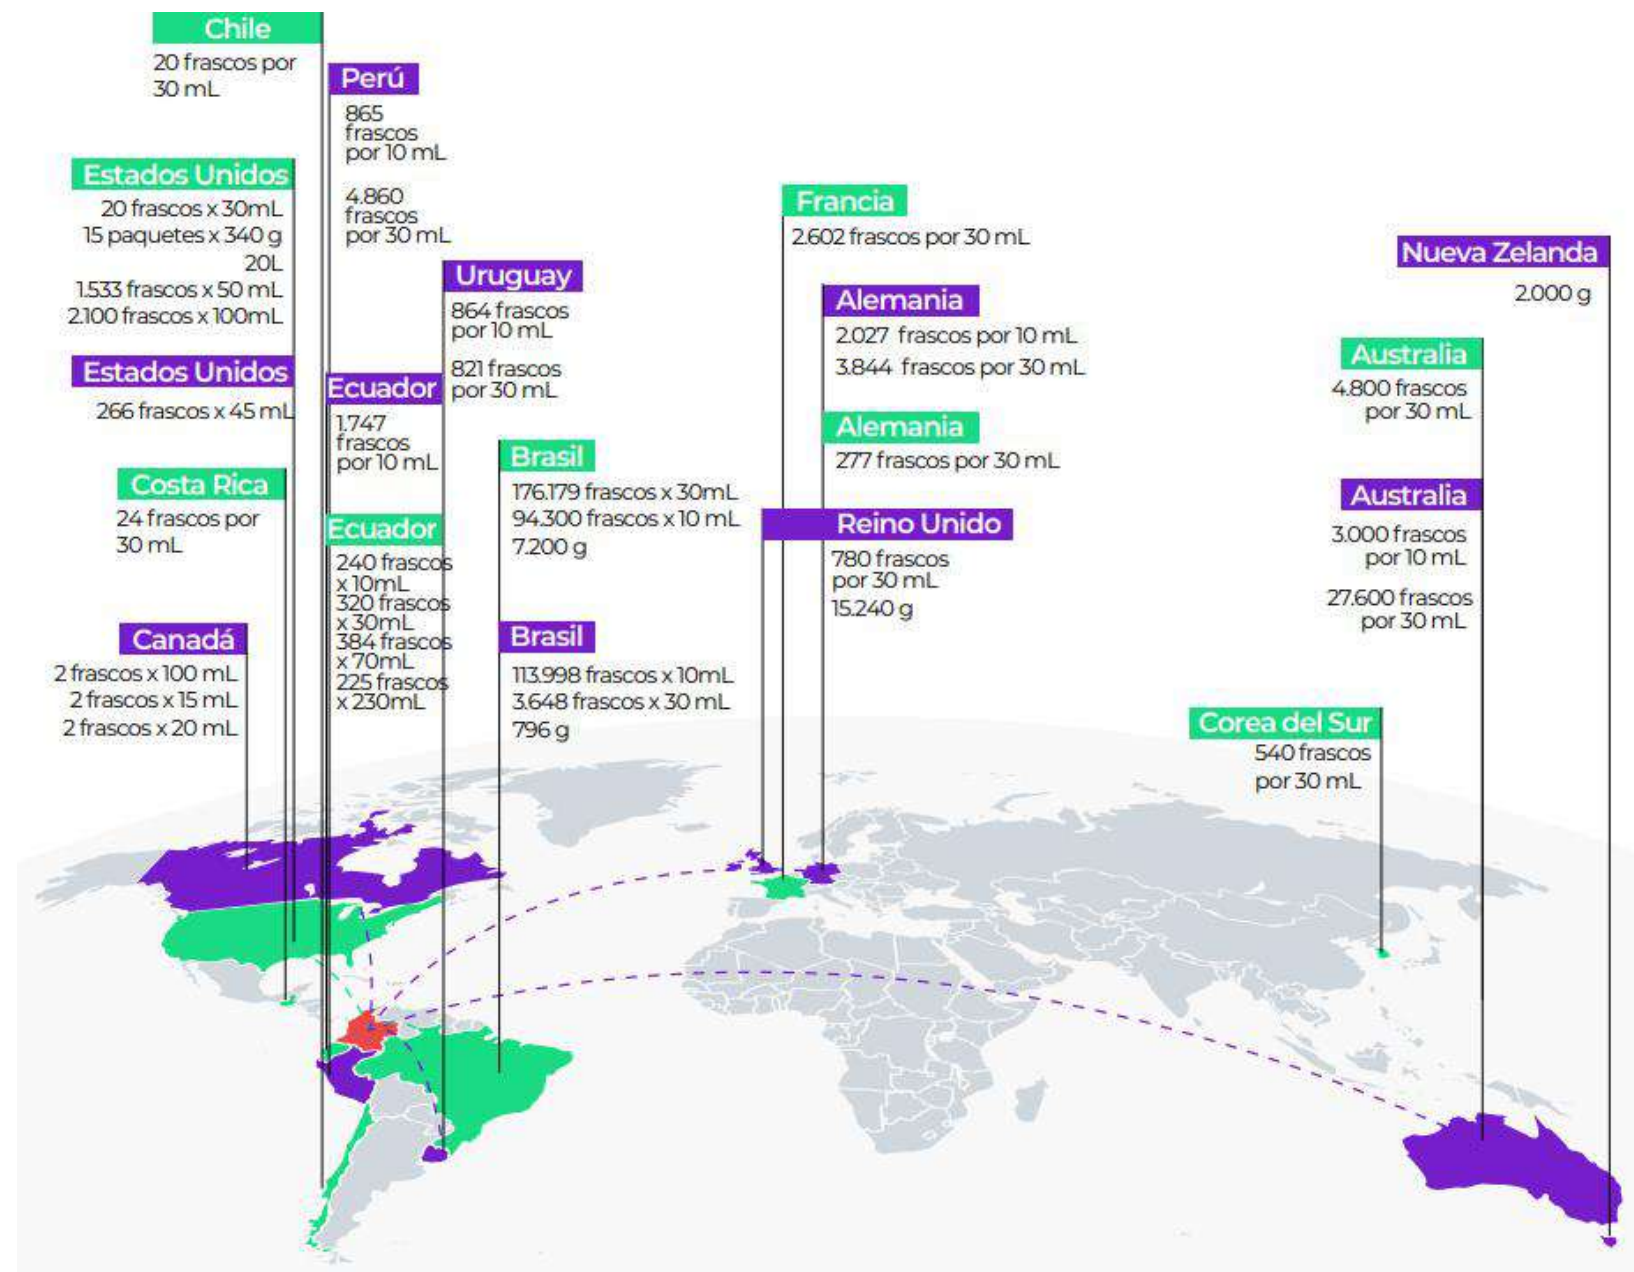 Chile
20 frascos por
30 mL
Perú
865
frascos
por 10 mL
4.860
frascos
por 30 mL
Estados Unidos
20 frascos x 30mL
15 paquetes x 340 g
20L
1.533 frascos x 50 mL
2.100 frascos x 100mL
Estados Unidos
266 frascos x 45 mL
Costa Rica
24 frascos por
30 mL
Canadá
2 frascos x 100 mL
2 frascos x 15 mL
2 frascos x 20 mL
Uruguay
864 frascos
por 10 mL
821 frascos
por 30 mL
Ecuador
1.747
frascos
por 10 mL
Ecuador
240 frascos
x 10mL
320 frascos
x 30mL
384 frascos
x 70mL
225 frascos
x 230mL
Brasil
176.179 frascos x 30mL
94.300 frascos x 10 mL
7.200 g
Brasil
113.998 frascos x 10mL
3.648 frascos x 30 mL
796 g
Francia
2.602 frascos por 30 mL
Alemania
2.027 frascos por 10 mL
3.844 frascos por 30 mL
Alemania
277 frascos por 30 mL
Reino Unido
780 frascos
por 30 mL
15.240 g
Nueva Zelanda
2.000 g
Australia
4.800 frascos
por 30 mL
Australia
3.000 frascos
por 10 mL
27.600 frascos
por 30 mL
Corea del Sur
540 frascos
por 30 mL